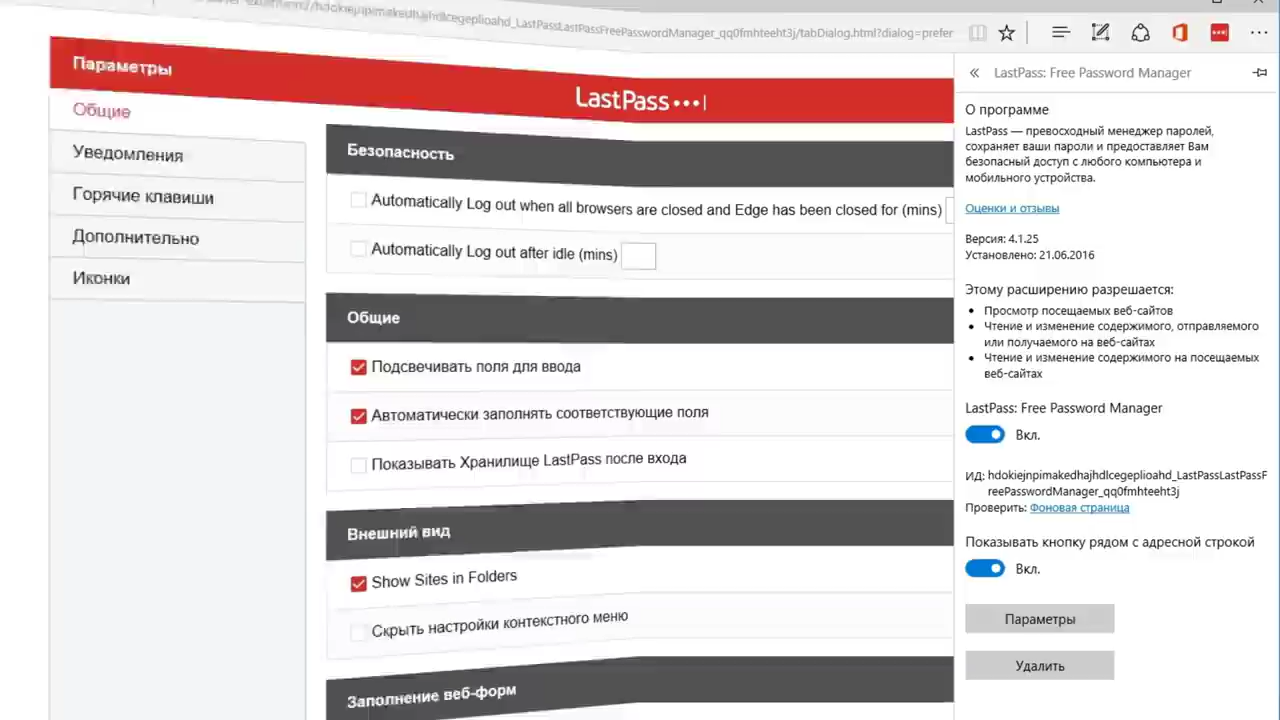 hdokiejnpimakedhajhdlcegeplioahd_LastPassLastPassFreePasswordManager_qq0fmhteeht3j/tabDialog.html?dialog=prefer
Параметры
LastPass
Общие
Уведомления
Горячие клавиши
Дополнительно
Иконки
Безопасность
Automatically Log out when all browsers are closed and Edge has been closed for (mins)
Automatically Log out after idle (mins)
Общие
Подсвечивать поля для ввода
Автоматически заполнять соответствующие поля
Показывать Хранилище LastPass после входа
Внешний вид
Show Sites in Folders
Скрыть настройки контекстного меню
Заполнение веб-форм
LastPass: Free Password Manager
О программе
LastPass — превосходный менеджер паролей,
сохраняет ваши пароли и предоставляет Вам
безопасный доступ с любого компьютера и
мобильного устройства.
Оценки и отзывы
Версия: 4.1.25
Установлено: 21.06.2016
Этому расширению разрешается:
Просмотр посещаемых веб-сайтов
Чтение и изменение содержимого, отправляемого
или получаемого на веб-сайтах
Чтение и изменение содержимого на посещаемых
веб-сайтах
LastPass: Free Password Manager
Вкл.
ИД: hdokiejnpimakedhajhdlcegeplioahd_LastPassLastPassF
reePasswordManager_qq0fmhteeht3j
Проверить: Фоновая страница
Показывать кнопку рядом с адресной строкой
Вкл.
Параметры
Удалить